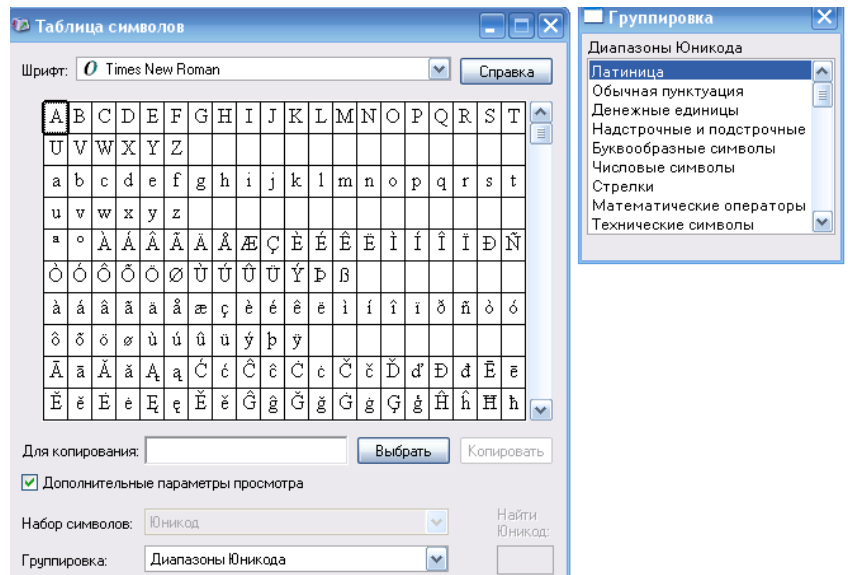 Таблица символов
Шрифт: O Times New Roman Справка
A B C D E F G H I J K L M N O P Q R S T
U V W X Y Z
a b c d e f g h i j k l m n o p q r s t
u v w x y z
ª º À Á Â Ã Ä Å Æ Ç È É Ê Ë Ì Í Î Ï Ð Ñ
Ò Ó Ô Õ Ö Ø Ù Ú Û Ü Ý Þ ß
à á â ã ä å æ ç è é ê ë ì í î ï ð ñ ò ó
ô õ ö ø ù ú û ü ý þ ÿ
Ā ā Ă ă Ą ą Ć ć Ĉ ĉ Ċ ċ Č č Ď ď Đ đ Ē ē
Ĕ ĕ Ė ė Ę ę Ě ě Ĝ ĝ Ğ ğ Ġ ġ Ģ ģ Ĥ ĥ Ħ ħ
Для копирования: Выбрать Копировать
Дополнительные параметры просмотра
Набор символов: Юникод Найти
Юникод:
Группировка: Диапазоны Юникода
Группировка
Диапазоны Юникода
Латиница
Обычная пунктуация
Денежные единицы
Надстрочные и подстрочные
Буквообразные символы
Числовые символы
Стрелки
Математические операторы
Технические символы